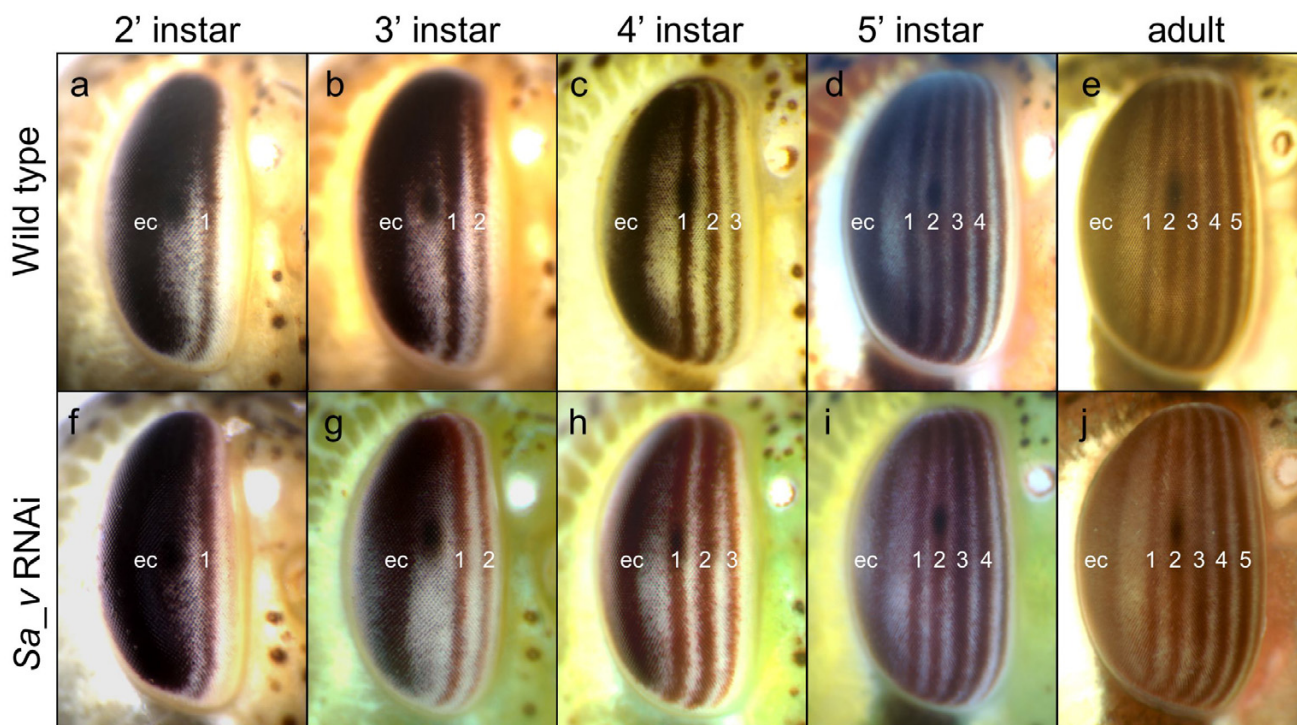 2’ instar 3’ instar 4’ instar 5’ instar adult
Wild type
a b c d e
ec 1 ec 1 2 ec 1 2 3 ec 1 2 3 4 ec 1 2 3 4 5
Sa_v RNAi
f g h i j
ec 1 ec 1 2 ec 1 2 3 ec 1 2 3 4 ec 1 2 3 4 5